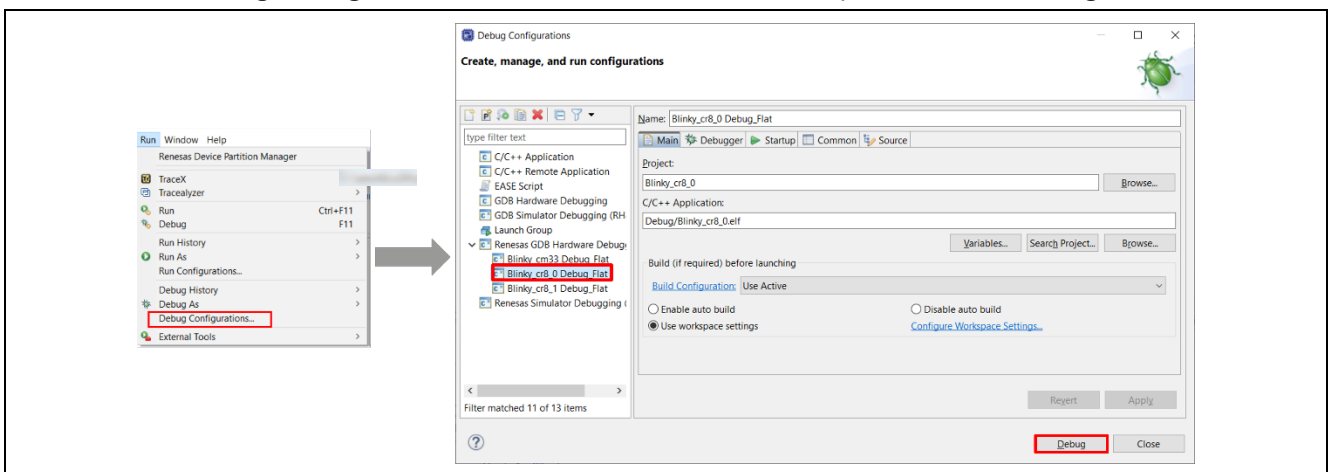 Run Window Help
Renesas Device Partition Manager
TraceX
Tracealyzer >
Run Ctrl+F11
Debug F11
Run History >
Run As >
Run Configurations...
Debug History >
Debug As >
Debug Configurations...
External Tools >
Debug Configurations
Create, manage, and run configurations
type filter text
C/C++ Application
C/C++ Remote Application
EASE Script
GDB Hardware Debugging
GDB Simulator Debugging (RH
Launch Group
Renesas GDB Hardware Debug
Blinky_cm33 Debug_Flat
Blinky_cr8_0 Debug_Flat
Blinky_cr8_1 Debug_Flat
Renesas Simulator Debugging (
Filter matched 11 of 13 items
Name: Blinky_cr8_0 Debug_Flat
Main Debugger Startup Common Source
Project:
Blinky_cr8_0 Browse...
C/C++ Application:
Debug/Blinky_cr8_0.elf
Variables... Search Project... Browse...
Build (if required) before launching
Build Configuration: Use Active
Enable auto build Disable auto build
Use workspace settings Configure Workspace Settings...
Revert Apply
Debug Close